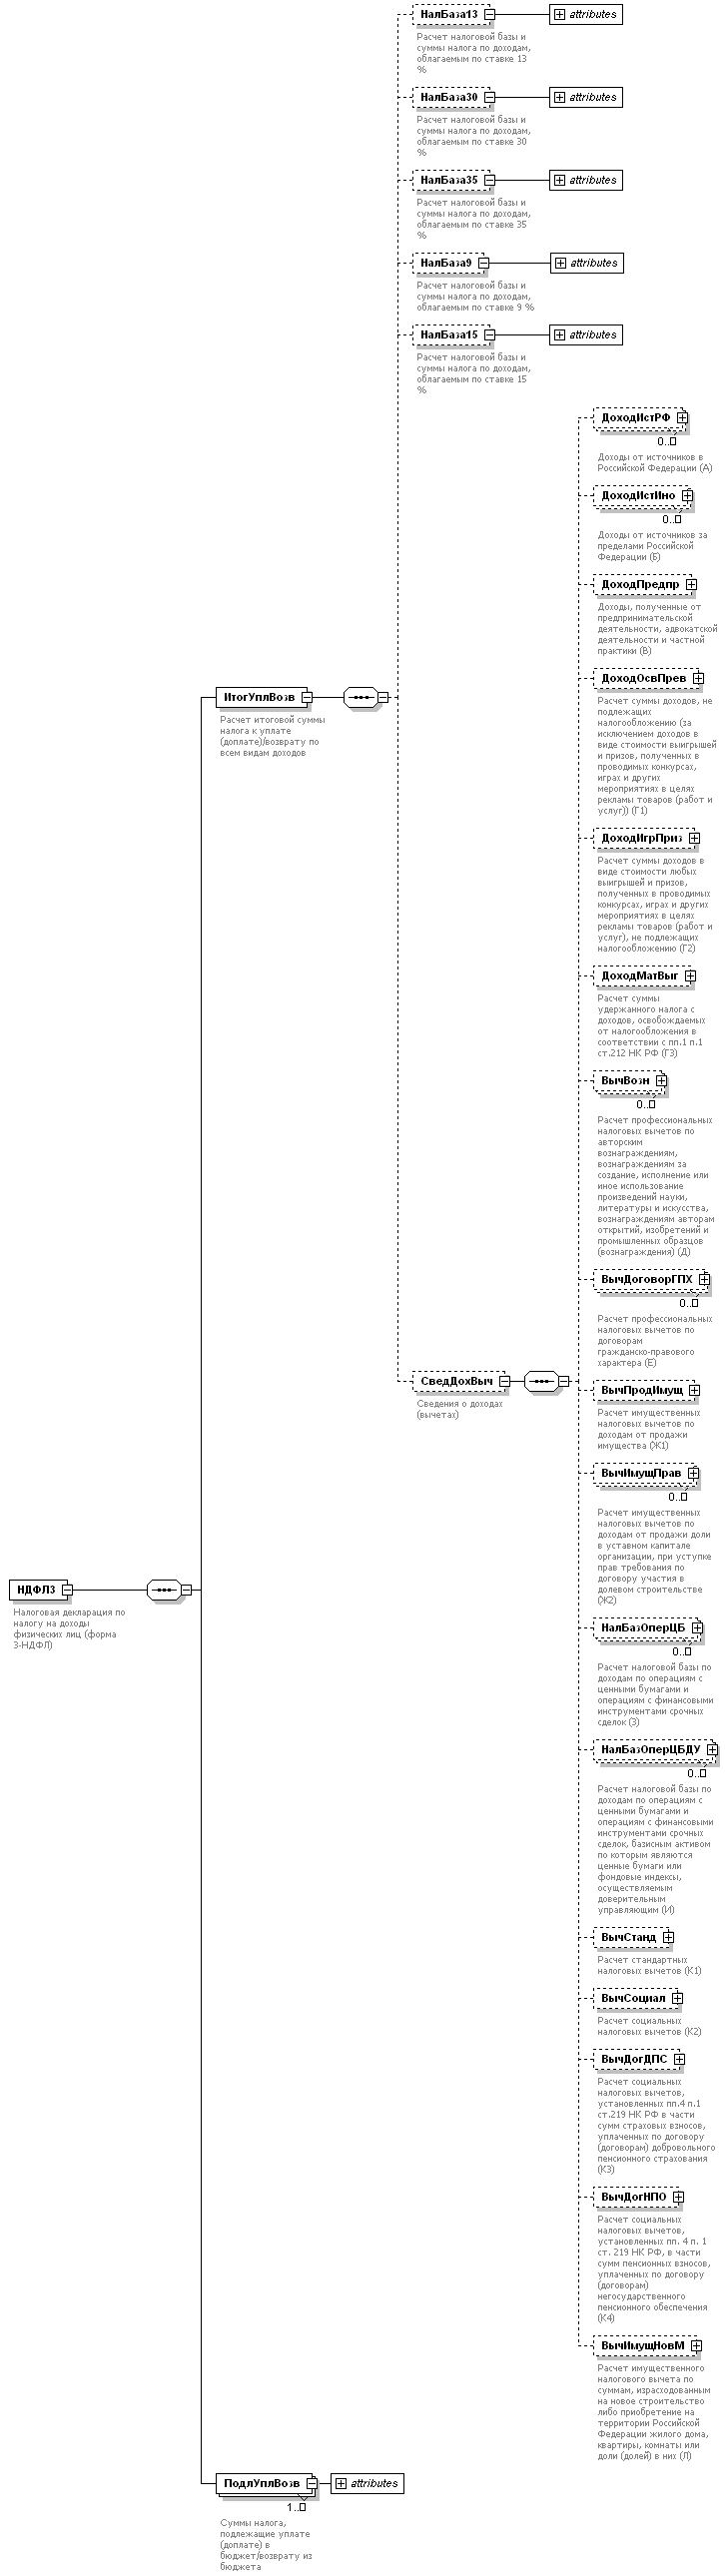 НалБаза13
attributes
Расчет налоговой базы и
суммы налога по доходам,
облагаемым по ставке 13
%
НалБаза30
attributes
Расчет налоговой базы и
суммы налога по доходам,
облагаемым по ставке 30
%
НалБаза35
attributes
Расчет налоговой базы и
суммы налога по доходам,
облагаемым по ставке 35
%
НалБаза9
attributes
Расчет налоговой базы и
суммы налога по доходам,
облагаемым по ставке 9 %
НалБаза15
attributes
Расчет налоговой базы и
суммы налога по доходам,
облагаемым по ставке 15
%
ДоходИстРФ
0..
Доходы от источников в
Российской Федерации (А)
ДоходИстИно
0..
Доходы от источников за
пределами Российской
Федерации (Б)
ДоходПредпр
Доходы, полученные от
предпринимательской
деятельности, адвокатской
деятельности и частной
практики (В)
ДоходОсвПрев
Расчет суммы доходов, не
подлежащих
налогообложению (за
исключением доходов в
виде стоимости выигрышей
и призов, полученных в
проводимых конкурсах,
играх и других
мероприятиях в целях
рекламы товаров (работ и
услуг)) (Г1)
ИтогУплВозв
Расчет итоговой суммы
налога к уплате
(доплате)/возврату по
всем видам доходов
ДоходИгрПриз
Расчет суммы доходов в
виде стоимости любых
выигрышей и призов,
полученных в проводимых
конкурсах, играх и других
мероприятиях в целях
рекламы товаров (работ и
услуг), не подлежащих
налогообложению (Г2)
ДоходМатВыг
Расчет суммы
удержанного налога с
доходов, освобождаемых
от налогообложения в
соответствии с пп.1 п.1
ст.212 НК РФ (Г3)
ВычВозн
0..
Расчет профессиональных
налоговых вычетов по
авторским
вознаграждениям,
вознаграждениям за
создание, исполнение или
иное использование
произведений науки,
литературы и искусства,
вознаграждениям авторам
открытий, изобретений и
промышленных образцов
(вознаграждения) (Д)
ВычДоговорГПХ
0..
Расчет профессиональных
налоговых вычетов по
договорам
гражданско-правового
характера (Е)
СведДохВыч
Сведения о доходах
(вычетах)
ВычПродИмущ
Расчет имущественных
налоговых вычетов по
доходам от продажи
имущества (Ж1)
ВычИмущПрав
0..
Расчет имущественных
налоговых вычетов по
доходам от продажи доли
в уставном капитале
организации, при уступке
прав требования по
договору участия в
долевом строительстве
(Ж2)
НДФЛ3
Налоговая декларация по
налогу на доходы
физических лиц (форма
3-НДФЛ)
НалБазОперЦБ
0..
Расчет налоговой базы по
доходам по операциям с
ценными бумагами и
операциям с финансовыми
инструментами срочных
сделок (З)
НалБазОперЦБДУ
0..
Расчет налоговой базы по
доходам по операциям с
ценными бумагами и
операциям с финансовыми
инструментами срочных
сделок, базисным активом
по которым являются
ценные бумаги или
фондовые индексы,
осуществляемым
доверительным
управляющим (И)
ВычСтанд
Расчет стандартных
налоговых вычетов (К1)
ВычСоциал
Расчет социальных
налоговых вычетов (К2)
ВычДогДПС
Расчет социальных
налоговых вычетов,
установленных пп.4 п.1
ст.219 НК РФ в части
сумм страховых взносов,
уплаченных по договору
(договорам) добровольного
пенсионного страхования
(К3)
ВычДогНПО
Расчет социальных
налоговых вычетов,
установленных пп. 4 п. 1
ст. 219 НК РФ, в части
сумм пенсионных взносов,
уплаченных по договору
(договорам)
негосударственного
пенсионного обеспечения
(К4)
ВычИмущНовМ
Расчет имущественного
налогового вычета по
суммам, израсходованным
на новое строительство
либо приобретение на
территории Российской
Федерации жилого дома,
квартиры, комнаты или
доли (долей) в них (Л)
ПодлУплВозв
attributes
1..
Суммы налога,
подлежащие уплате
(доплате) в
бюджет/возврату из
бюджета